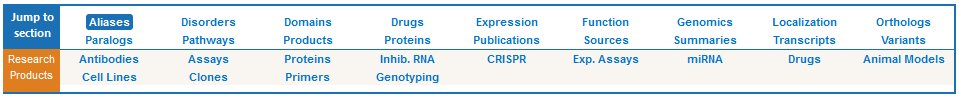 Jump to section
Aliases Disorders Domains Drugs Expression Function Genomics Localization Orthologs
Paralogs Pathways Products Proteins Publications Sources Summaries Transcripts Variants
Research Products
Antibodies Assays Proteins Inhib. RNA CRISPR Exp. Assays miRNA Drugs Animal Models
Cell Lines Clones Primers Genotyping